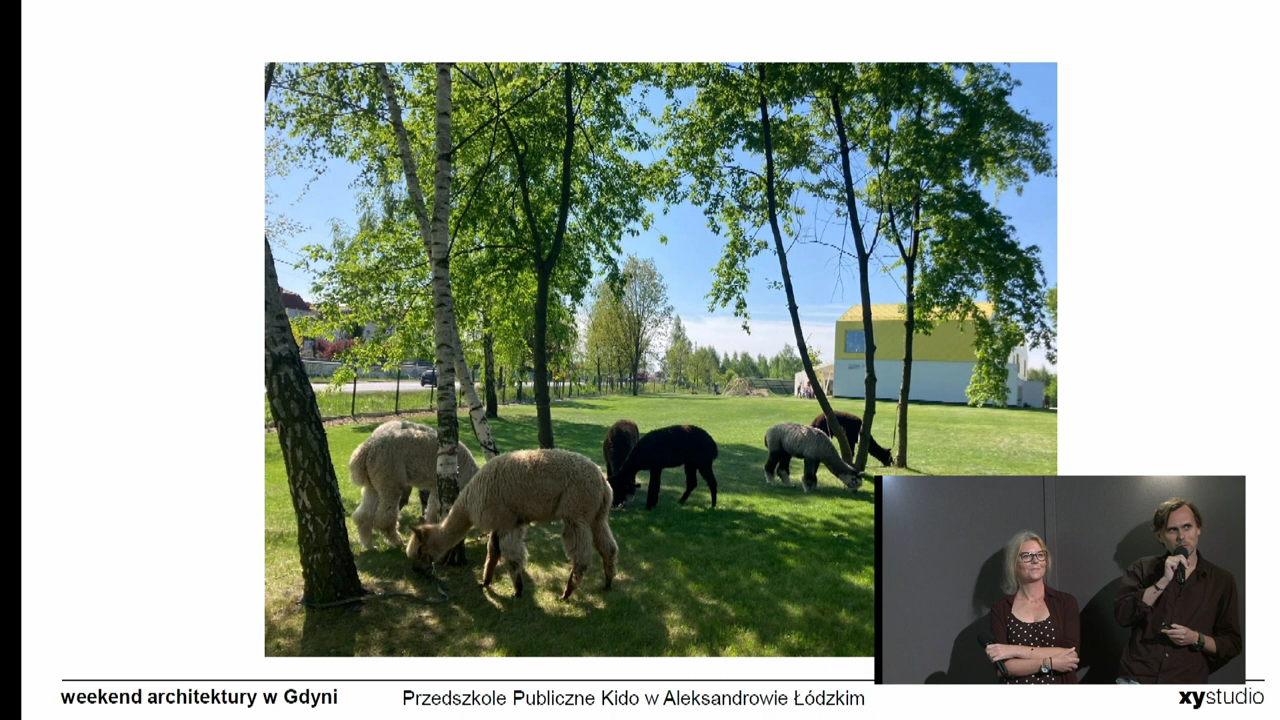 weekend architektury w Gdyni
Przedszkole Publiczne Kido w Aleksandrowie Łódzkim
xystudio